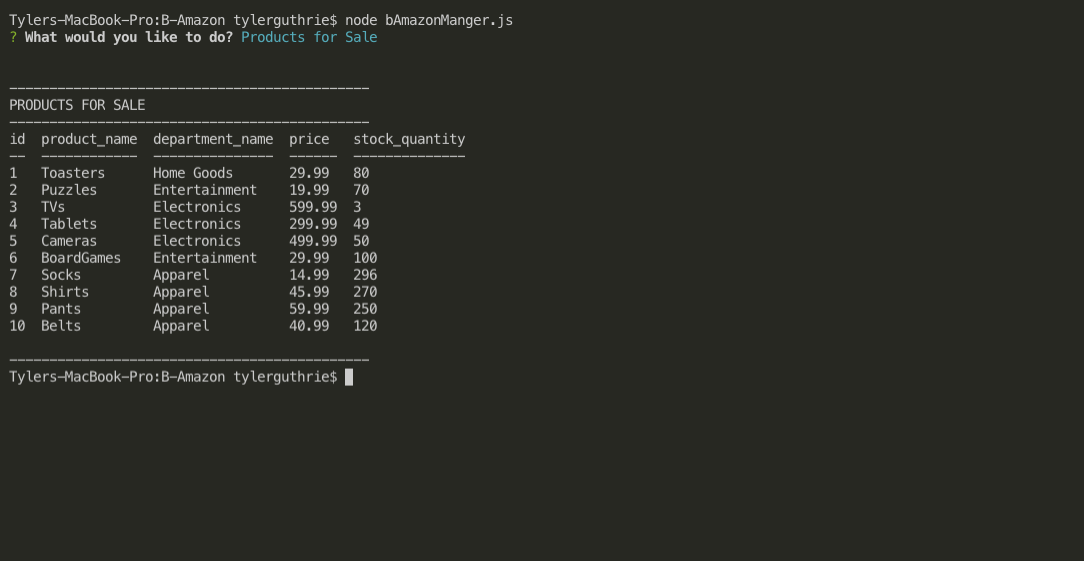 Tylers-MacBook-Pro:B-Amazon tylerguthrie$ node bAmazonManger.js
? What would you like to do? Products for Sale
---------------------------------------------
PRODUCTS FOR SALE
---------------------------------------------
id  product_name  department_name  price   stock_quantity
--  ------------  ---------------  ------  --------------
1   Toasters      Home Goods       29.99   80
2   Puzzles       Entertainment    19.99   70
3   TVs           Electronics      599.99  3
4   Tablets       Electronics      299.99  49
5   Cameras       Electronics      499.99  50
6   BoardGames    Entertainment    29.99   100
7   Socks         Apparel          14.99   296
8   Shirts        Apparel          45.99   270
9   Pants         Apparel          59.99   250
10  Belts         Apparel          40.99   120
---------------------------------------------
Tylers-MacBook-Pro:B-Amazon tylerguthrie$